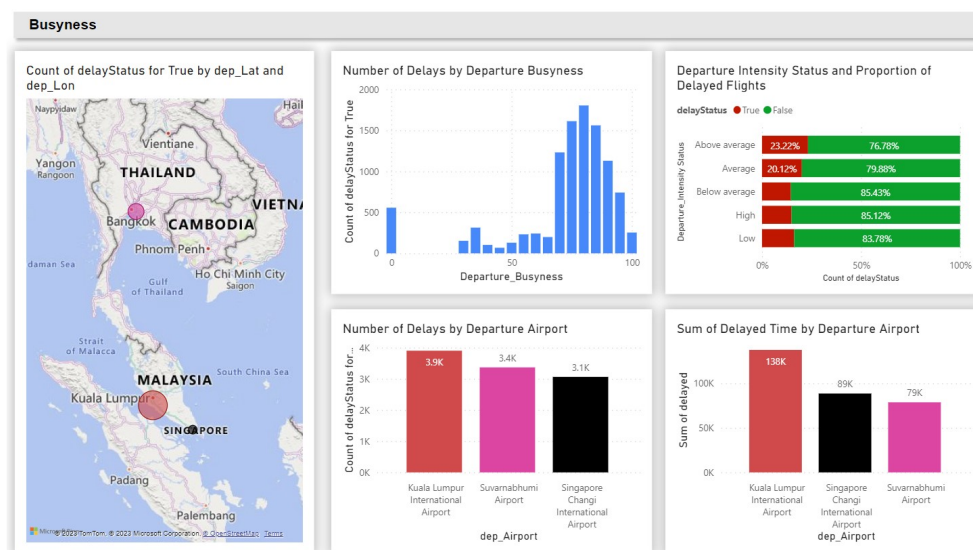 Busyness
Count of delayStatus for True by dep_Lat and
dep_Lon
Naypyidaw
Hai
Vientiane
Yangon
Rangoon
THAILAND
VIETNA
Bangkok
CAMBODIA
Phnom Penh
daman Sea
Ho Chi Minh City
Saigon
Gulf
of Thailand
Strait
of Malacca
South China Sea
MALAYSIA
Kuala Lumpur
SINGAPORE
Padang
Palembang
© 2023 TomTom, © 2023 Microsoft Corporation, © OpenStreetMap Terms
Number of Delays by Departure Busyness
Count of delayStatus for True
2000
1500
1000
500
0
0
50
100
Departure_Busyness
Departure Intensity Status and Proportion of
Delayed Flights
delayStatus True False
Departure_Intensity Status
Above average 23.22% 76.78%
Average 20.12% 79.88%
Below average 85.43%
High 85.12%
Low 83.78%
0% 50% 100%
Count of delayStatus
Number of Delays by Departure Airport
Count of delayStatus for...
4K
3K
2K
1K
0K
3.9K
3.4K
3.1K
Kuala Lumpur
International
Airport
Suvarnabhumi
Airport
Singapore
Changi
International
Airport
dep_Airport
Sum of Delayed Time by Departure Airport
Sum of delayed
100K
50K
0K
138K
89K
79K
Kuala Lumpur
International
Airport
Singapore
Changi
International
Airport
Suvarnabhumi
Airport
dep_Airport